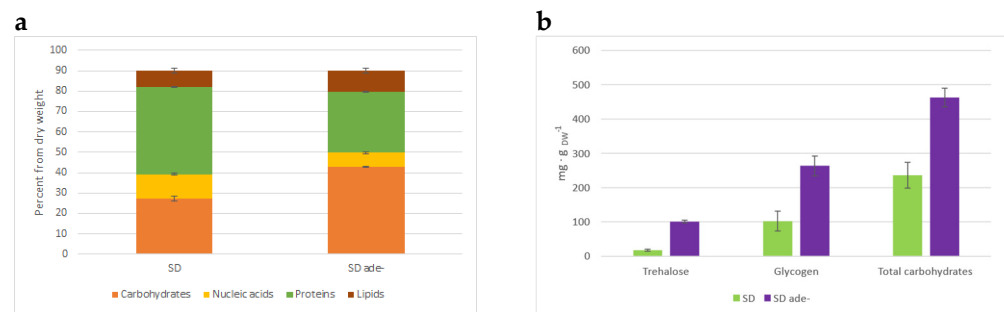 a
100
90
80
70
60
50
40
30
20
10
0
Percent from dry weight
SD
SD ade-
Carbohydrates Nucleic acids Proteins Lipids
b
600
500
400
300
200
100
0
mg · g DW -1
Trehalose
Glycogen
Total carbohydrates
SD SD ade-